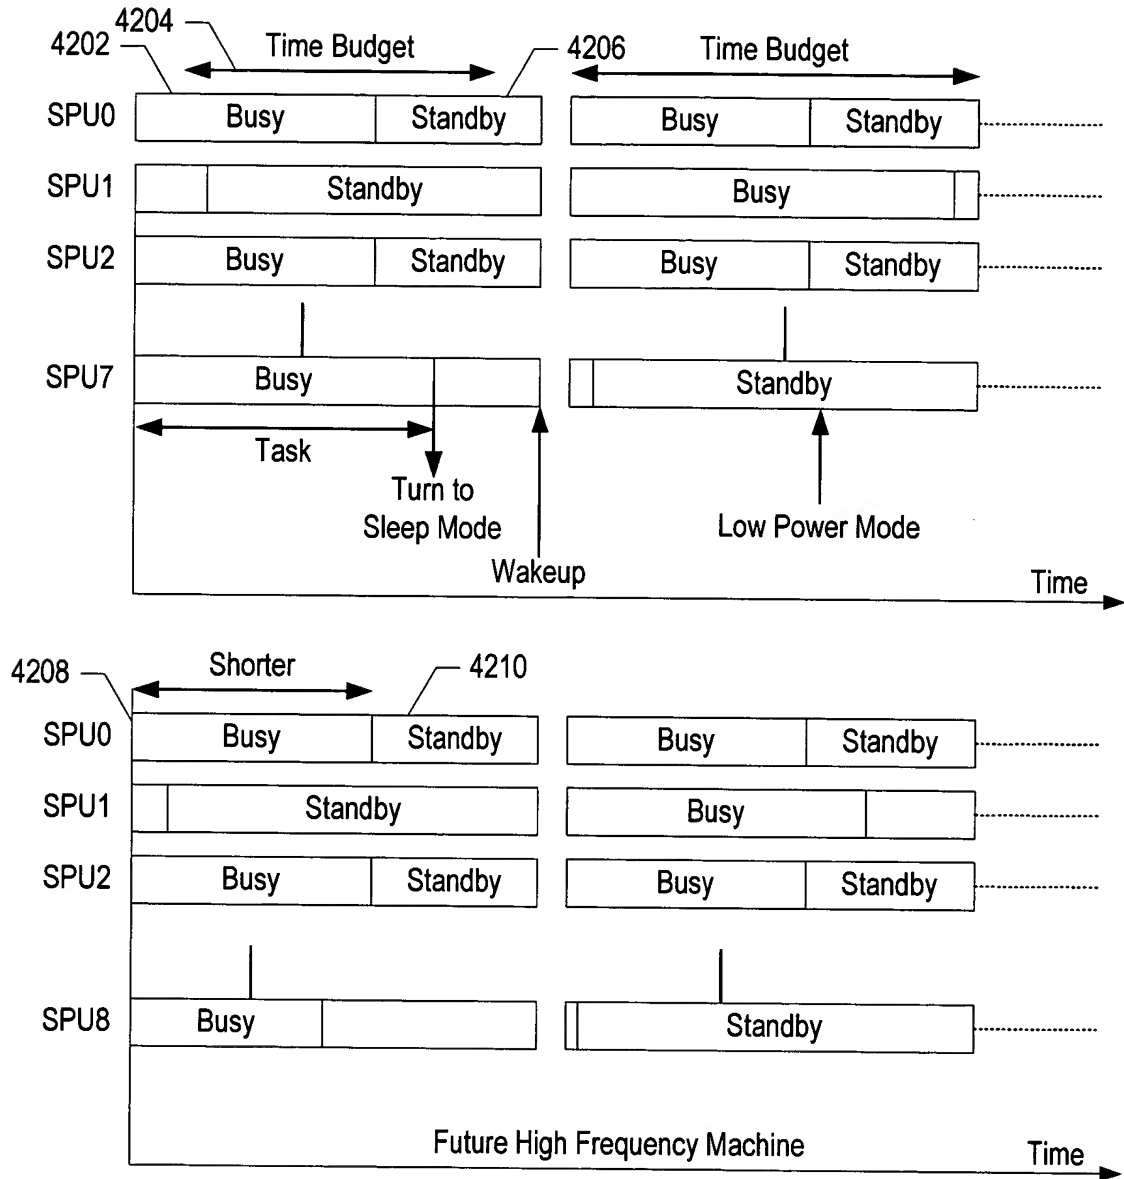 4204
4202
Time Budget
4206
Time Budget
SPU0
Busy
Standby
Busy
Standby
SPU1
Standby
Busy
SPU2
Busy
Standby
Busy
Standby
SPU7
Busy
Standby
Task
Turn to
Sleep Mode
Low Power Mode
Wakeup
Time
4208
Shorter
4210
SPU0
Busy
Standby
Busy
Standby
SPU1
Standby
Busy
SPU2
Busy
Standby
Busy
Standby
SPU8
Busy
Standby
Future High Frequency Machine
Time